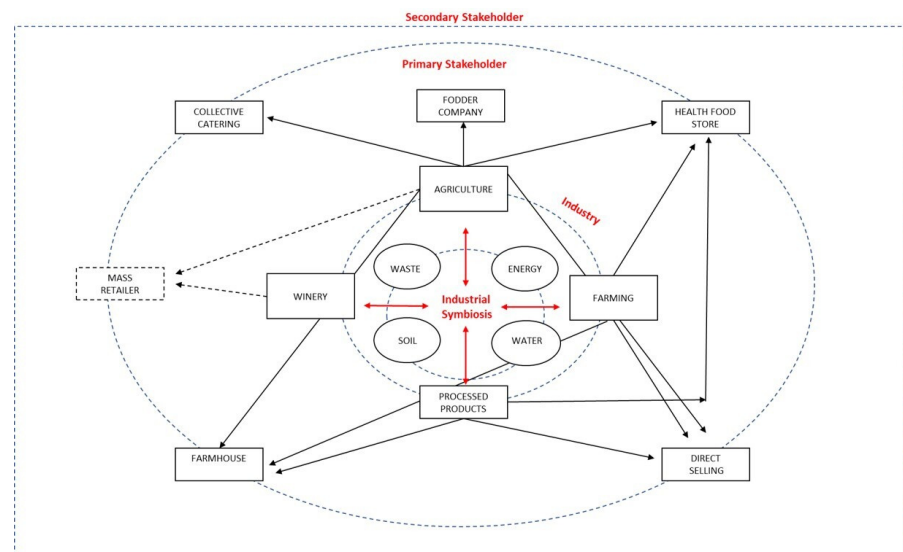 Secondary Stakeholder
Primary Stakeholder
COLLECTIVE
CATERING
FODDER
COMPANY
HEALTH FOOD
STORE
AGRICULTURE
Industry
WASTE
ENERGY
MASS
RETAILER
WINERY
Industrial
Symbiosis
FARMING
SOIL
WATER
PROCESSED
PRODUCTS
FARMHOUSE
DIRECT
SELLING